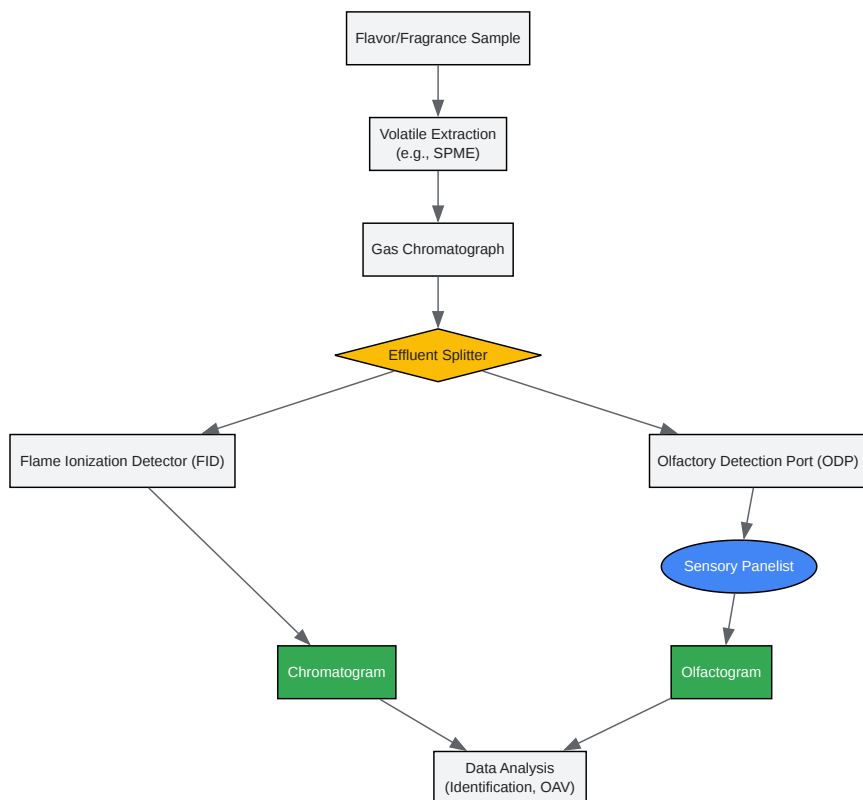 Flavor/Fragrance Sample
Volatile Extraction
(e.g., SPME)
Gas Chromatograph
Effluent Splitter
Flame Ionization Detector (FID)
Olfactory Detection Port (ODP)
Sensory Panelist
Chromatogram
Olfactogram
Data Analysis
(Identification, OAV)